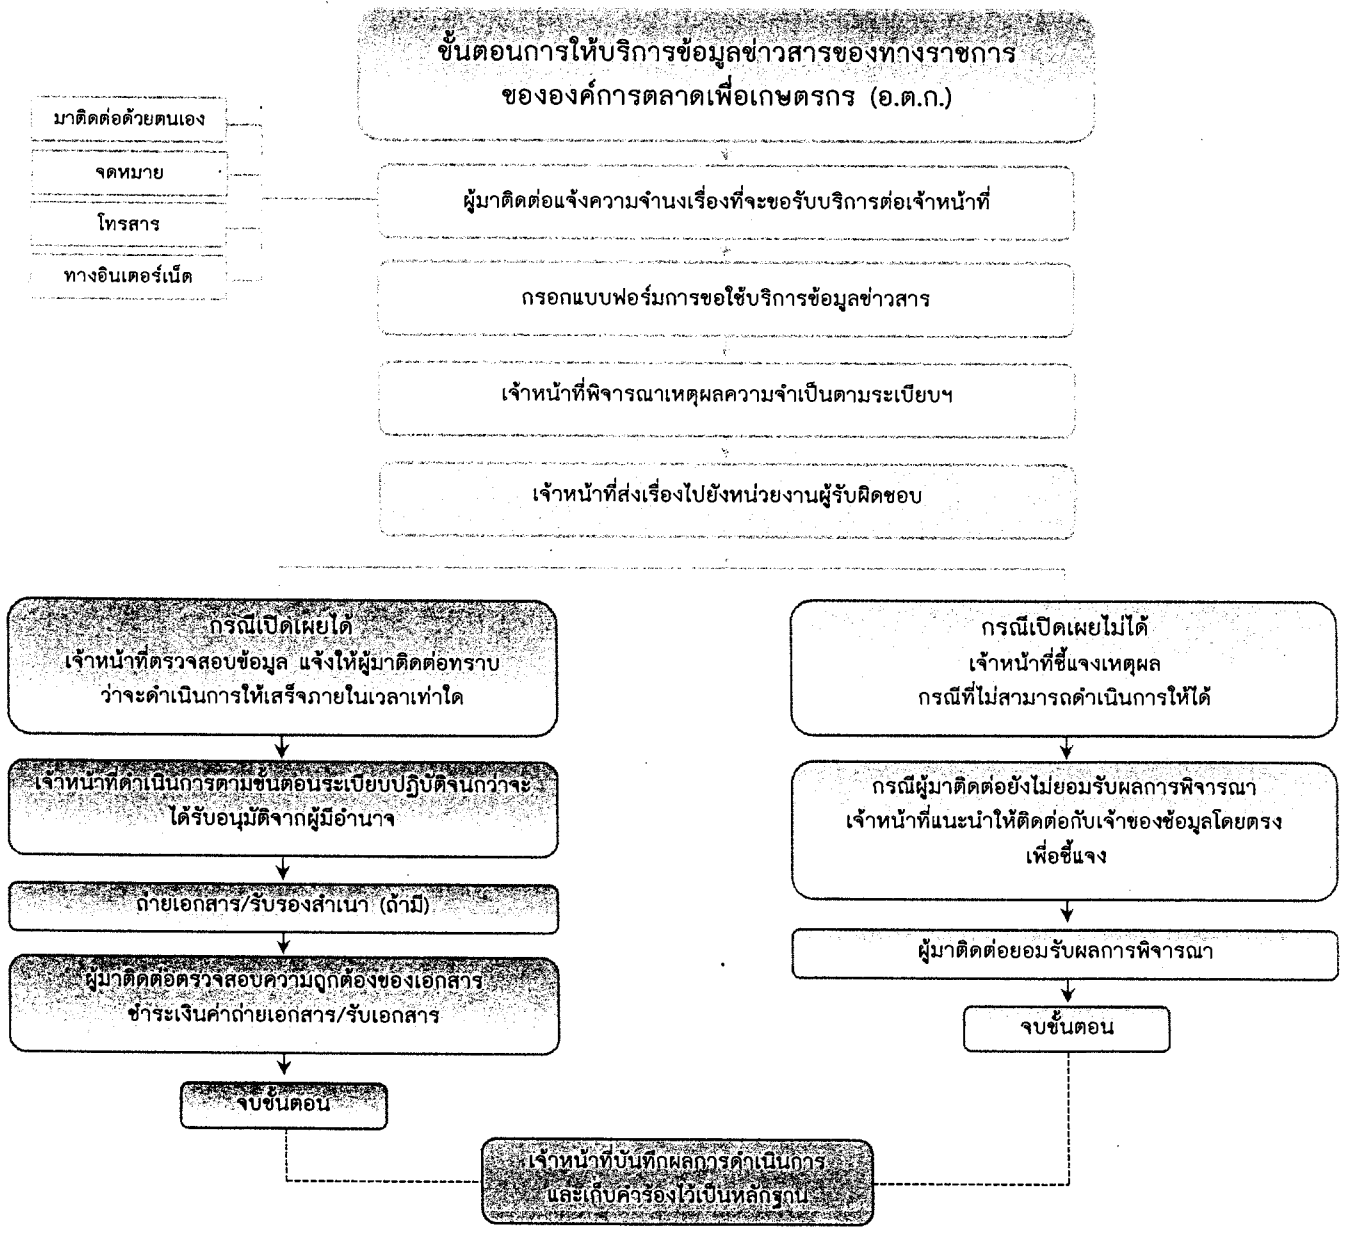 ขั้นตอนการให้บริการข้อมูลข่าวสารของทางราชการ
ขององค์การตลาดเพื่อเกษตรกร (อ.ต.ก.)
มาติดต่อด้วยตนเอง
จดหมาย
โทรสาร
ทางอินเตอร์เน็ต
ผู้มาติดต่อแจ้งความจำนงเรื่องที่จะขอรับบริการต่อเจ้าหน้าที่
กรอกแบบฟอร์มการขอใช้บริการข้อมูลข่าวสาร
เจ้าหน้าที่พิจารณาเหตุผลความจำเป็นตามระเบียบฯ
เจ้าหน้าที่ส่งเรื่องไปยังหน่วยงานผู้รับผิดชอบ
กรณีเปิดเผยได้
เจ้าหน้าที่ตรวจสอบข้อมูล แจ้งให้ผู้มาติดต่อทราบ
ว่าจะดำเนินการให้เสร็จภายในเวลาเท่าใด
เจ้าหน้าที่ดำเนินการตามขั้นตอนระเบียบปฏิบัติจนกว่าจะ
ได้รับอนุมัติจากผู้มีอำนาจ
ถ่ายเอกสาร/รับรองสำเนา (ถ้ามี)
ผู้มาติดต่อตรวจสอบความถูกต้องของเอกสาร
ชำระเงินค่าถ่ายเอกสาร/รับเอกสาร
จบขั้นตอน
กรณีเปิดเผยไม่ได้
เจ้าหน้าที่ชี้แจงเหตุผล
กรณีที่ไม่สามารถดำเนินการให้ได้
กรณีผู้มาติดต่อยังไม่ยอมรับผลการพิจารณา
เจ้าหน้าที่แนะนำให้ติดต่อกับเจ้าของข้อมูลโดยตรง
เพื่อชี้แจง
ผู้มาติดต่อยอมรับผลการพิจารณา
จบขั้นตอน
เจ้าหน้าที่บันทึกผลการดำเนินการ
และเก็บคำร้องไว้เป็นหลักฐาน